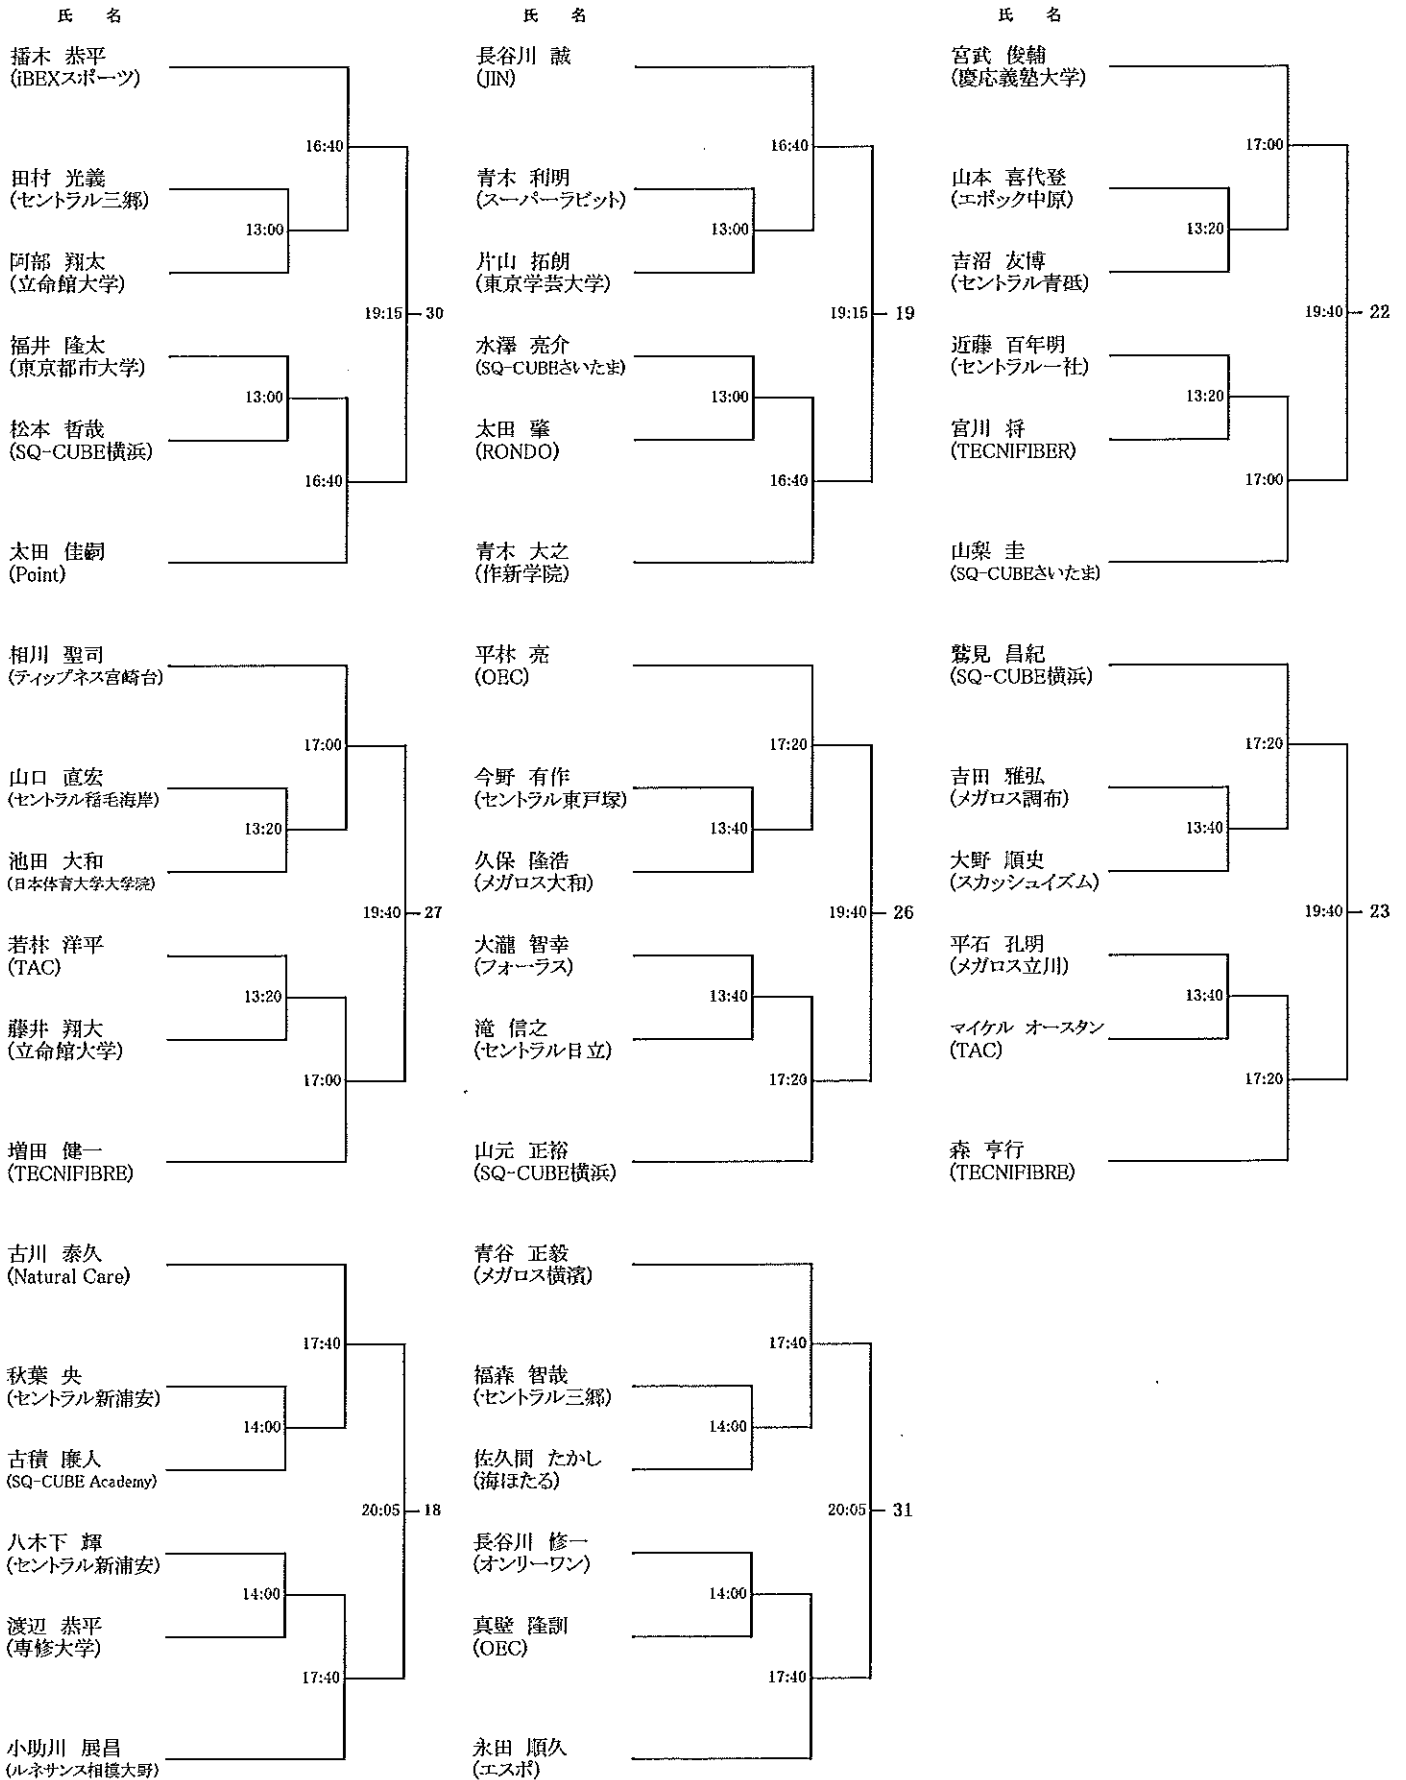 氏 名
播木 恭平
(iBEXスポーツ)
16:40
田村 光義
(セントラル三郷)
13:00
阿部 翔太
(立命館大学)
19:15
30
福井 隆太
(東京都市大学)
13:00
松本 哲哉
(SQ-CUBE横浜)
16:40
太田 佳嗣
(Point)
相川 聖司
(ティップネス宮崎台)
17:00
山口 直宏
(セントラル稲毛海岸)
13:20
池田 大和
(日本体育大学大学院)
19:40
27
若林 洋平
(TAC)
13:20
藤井 翔大
(立命館大学)
17:00
増田 健一
(TECNIFIBRE)
古川 泰久
(Natural Care)
17:40
秋葉 央
(セントラル新浦安)
14:00
古積 廉人
(SQ-CUBE Academy)
20:05
18
八木下 輝
(セントラル新浦安)
14:00
渡辺 恭平
(専修大学)
17:40
小助川 展昌
(ルネサンス相模大野)
氏 名
長谷川 誠
(JIN)
16:40
青木 利明
(スーパーラビット)
13:00
片山 拓朗
(東京学芸大学)
19:15
19
水澤 亮介
(SQ-CUBEさいたま)
13:00
太田 肇
(RONDO)
16:40
青木 大之
(作新学院)
平林 亮
(OEC)
17:20
今野 有作
(セントラル東戸塚)
13:40
久保 隆浩
(メガロス大和)
19:40
26
大瀧 智幸
(フォーラス)
13:40
滝 信之
(セントラル日立)
17:20
山元 正裕
(SQ-CUBE横浜)
青谷 正毅
(メガロス横濱)
17:40
福森 智哉
(セントラル三郷)
14:00
佐久間 たかし
(海ほたる)
20:05
31
長谷川 修一
(オンリーワン)
14:00
真壁 隆訓
(OEC)
17:40
永田 順久
(エスポ)
氏 名
宮武 俊輔
(慶応義塾大学)
17:00
山本 喜代登
(エポック中原)
13:20
吉沼 友博
(セントラル青砥)
19:40
22
近藤 百年明
(セントラル一社)
13:20
宮川 将
(TECNIFIBER)
17:00
山梨 圭
(SQ-CUBEさいたま)
鷲見 昌紀
(SQ-CUBE横浜)
17:20
吉田 雅弘
(メガロス調布)
13:40
大野 順史
(スカッシュイズム)
19:40
23
平石 孔明
(メガロス立川)
13:40
マイケル オースタン
(TAC)
17:20
森 亨行
(TECNIFIBRE)